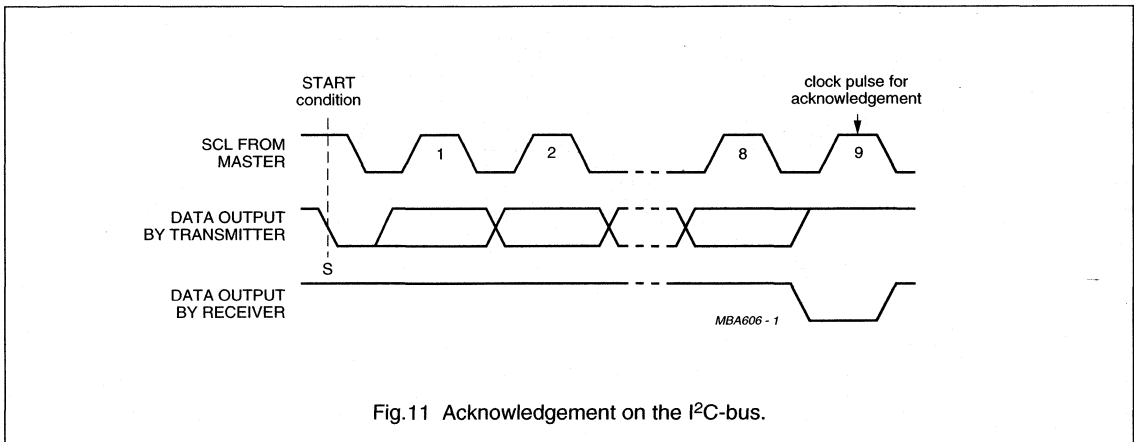 START
condition
clock pulse for
acknowledgement
SCL FROM
MASTER
1
2
8
9
DATA OUTPUT
BY TRANSMITTER
S
DATA OUTPUT
BY RECEIVER
MBA606 - 1
Fig.11 Acknowledgement on the I²C-bus.